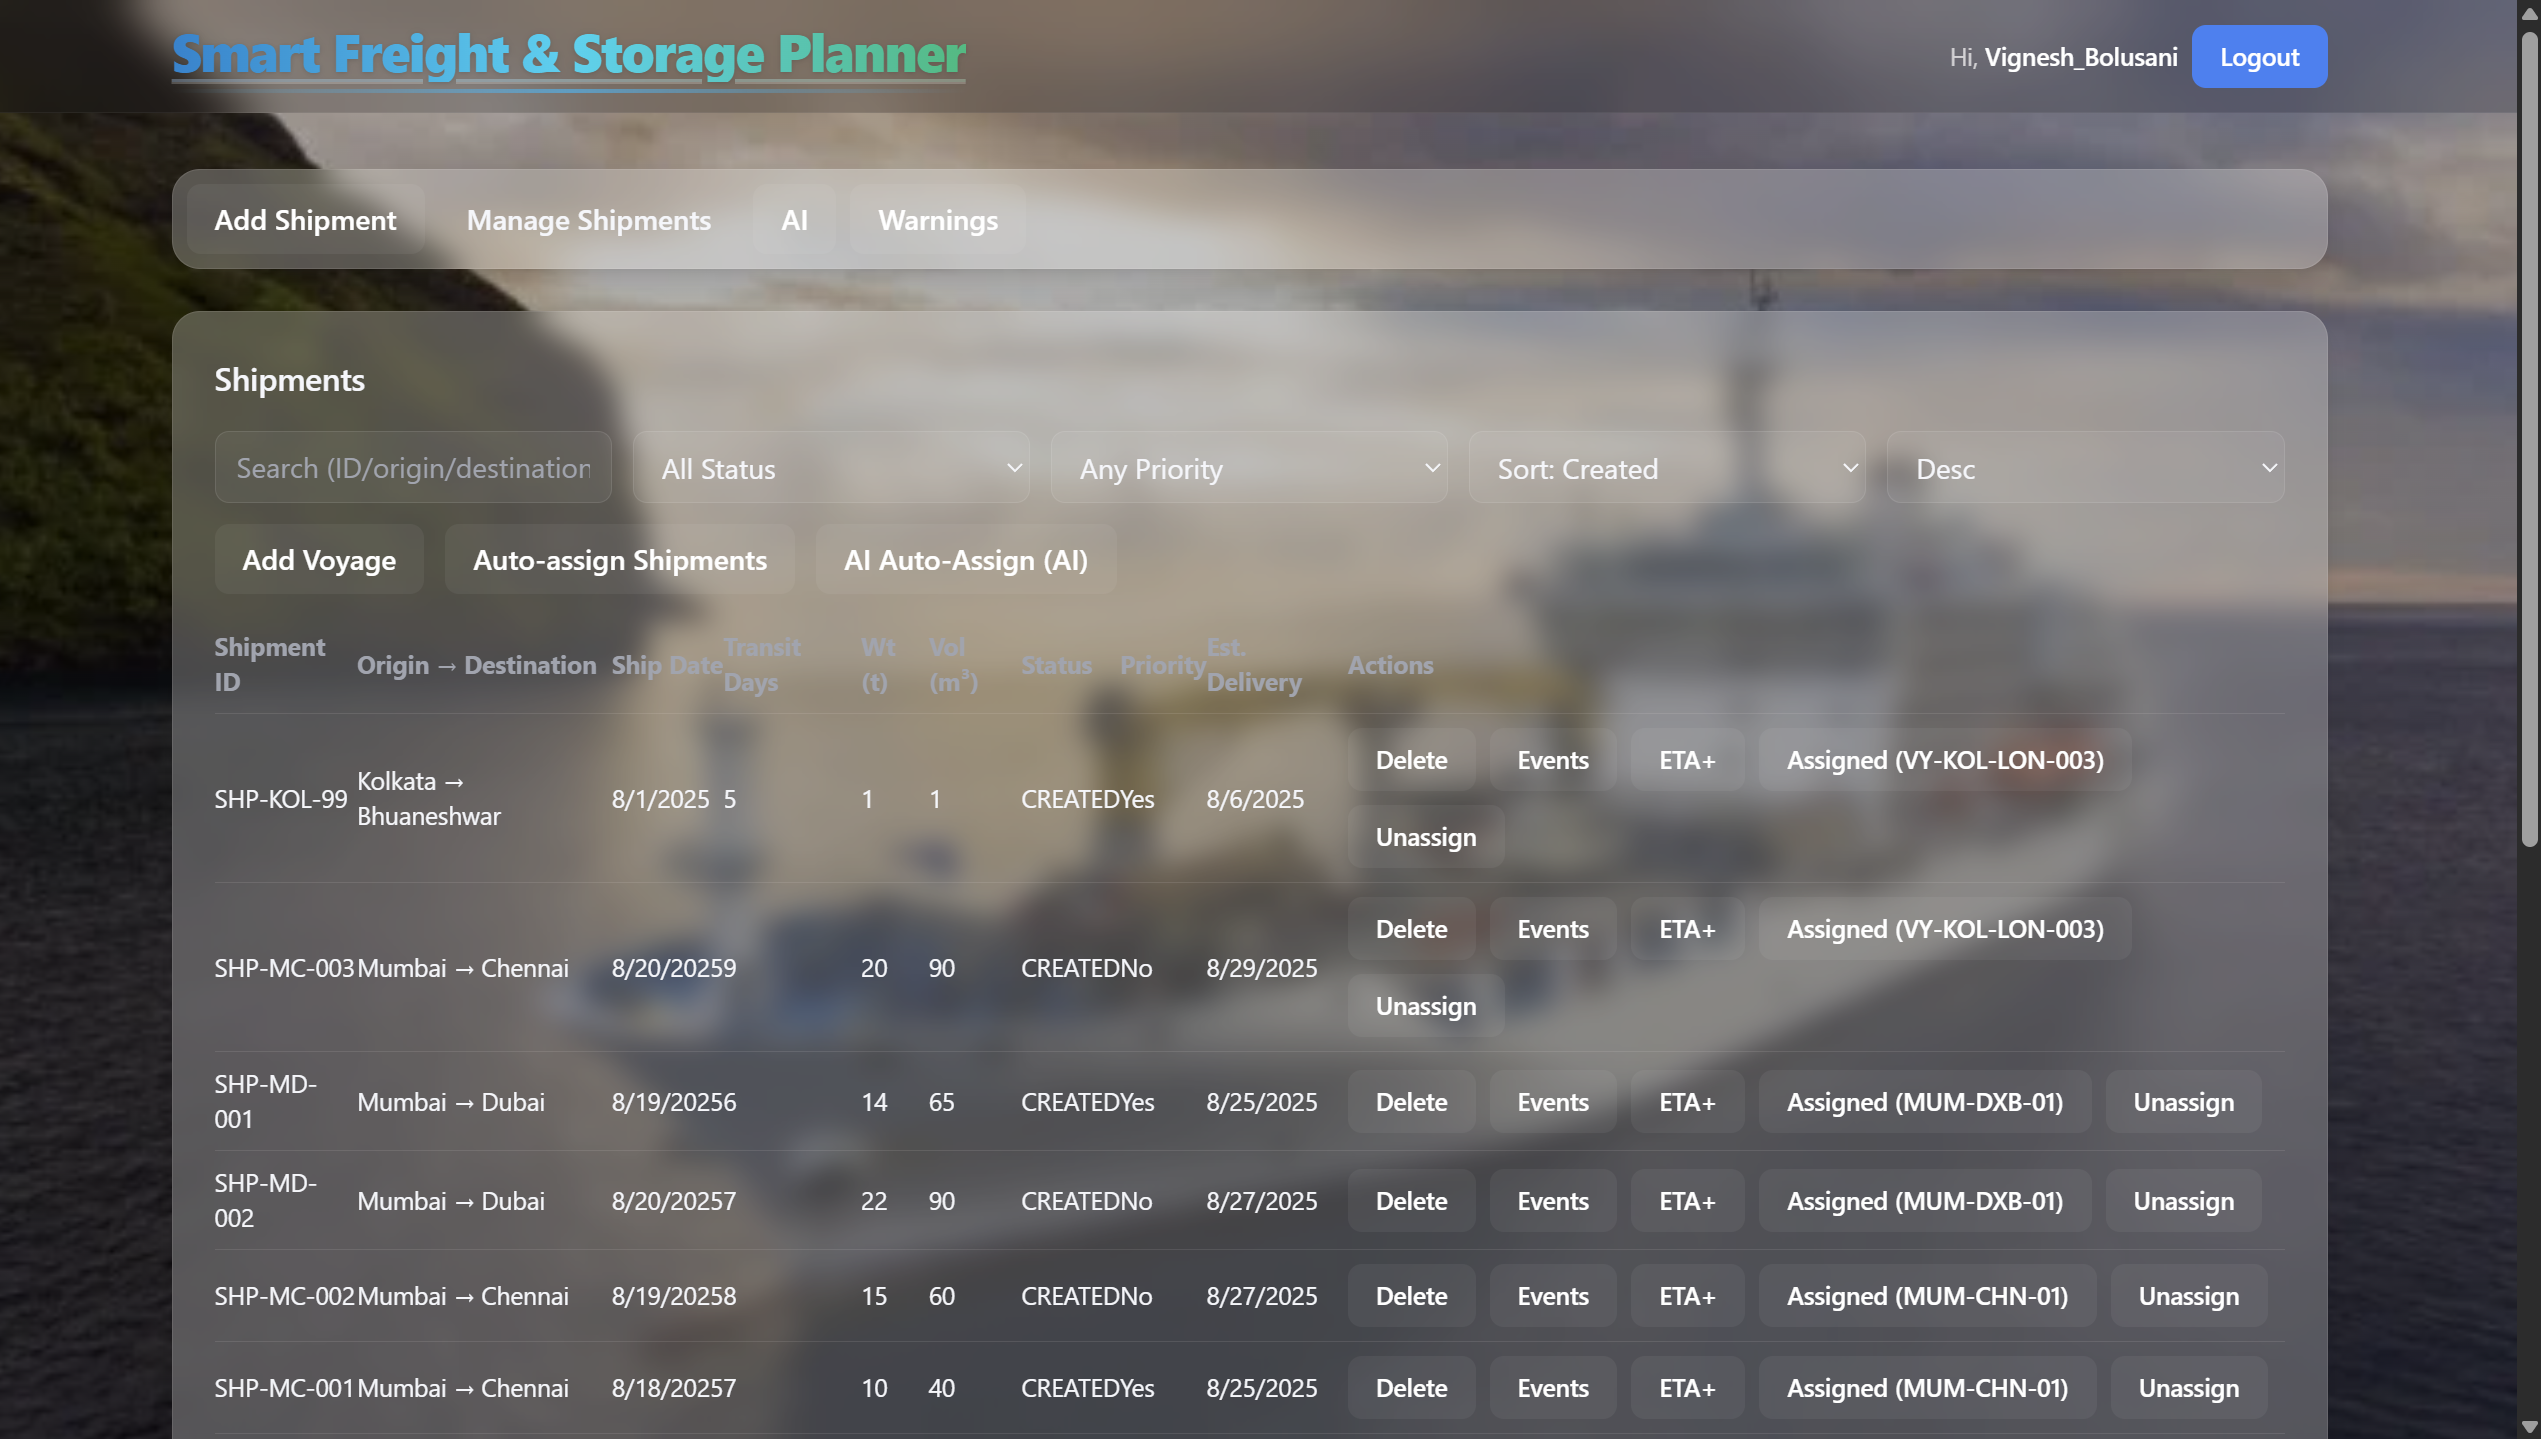 Smart Freight & Storage Planner
Hi, Vignesh_Bolusani
Logout
Add Shipment
Manage Shipments
AI
Warnings
Shipments
Search (ID/origin/destination
All Status
Any Priority
Sort: Created
Desc
Add Voyage
Auto-assign Shipments
AI Auto-Assign (AI)
Shipment ID
Origin → Destination
Ship Date
Transit Days
Wt (t)
Vol (m³)
Status
Priority
Est. Delivery
Actions
SHP-KOL-99 Kolkata → Bhuaneshwar 8/1/2025 5 1 1 CREATED Yes 8/6/2025 Delete Events ETA+ Assigned (VY-KOL-LON-003)
Unassign
SHP-MC-003 Mumbai → Chennai 8/20/2025 9 20 90 CREATED No 8/29/2025 Delete Events ETA+ Assigned (VY-KOL-LON-003)
Unassign
SHP-MD-001 Mumbai → Dubai 8/19/2025 6 14 65 CREATED Yes 8/25/2025 Delete Events ETA+ Assigned (MUM-DXB-01) Unassign
SHP-MD-002 Mumbai → Dubai 8/20/2025 7 22 90 CREATED No 8/27/2025 Delete Events ETA+ Assigned (MUM-DXB-01) Unassign
SHP-MC-002 Mumbai → Chennai 8/19/2025 8 15 60 CREATED No 8/27/2025 Delete Events ETA+ Assigned (MUM-CHN-01) Unassign
SHP-MC-001 Mumbai → Chennai 8/18/2025 7 10 40 CREATED Yes 8/25/2025 Delete Events ETA+ Assigned (MUM-CHN-01) Unassign